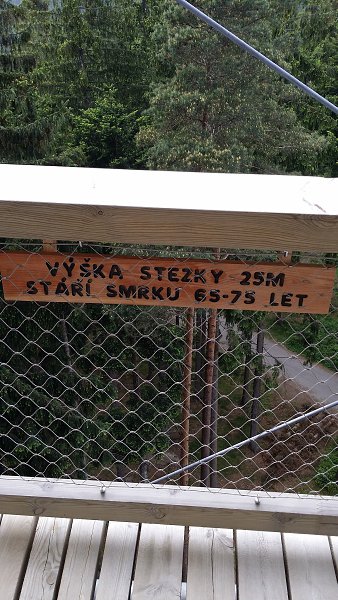 VÝŠKA STEZKY 25M
STÁŘÍ SMRKU 65-75 LET